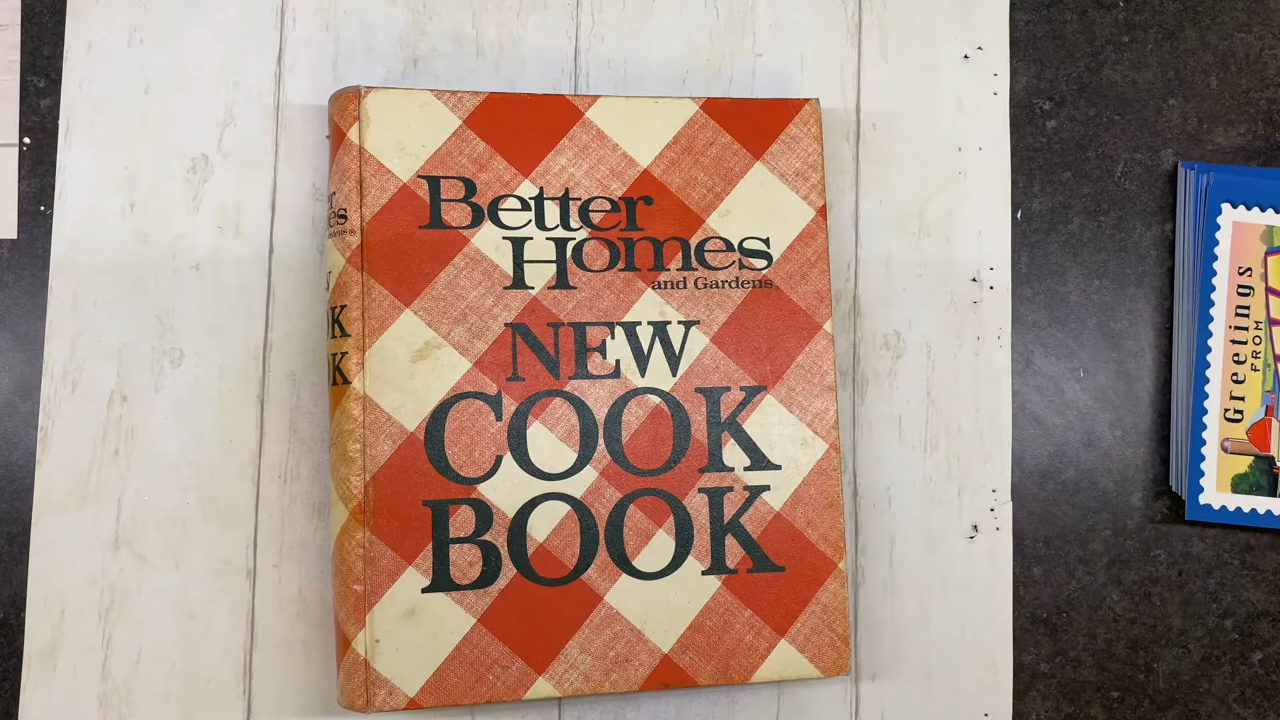 Better
Homes
and Gardens
NEW
COOK
BOOK
Greetings
FROM